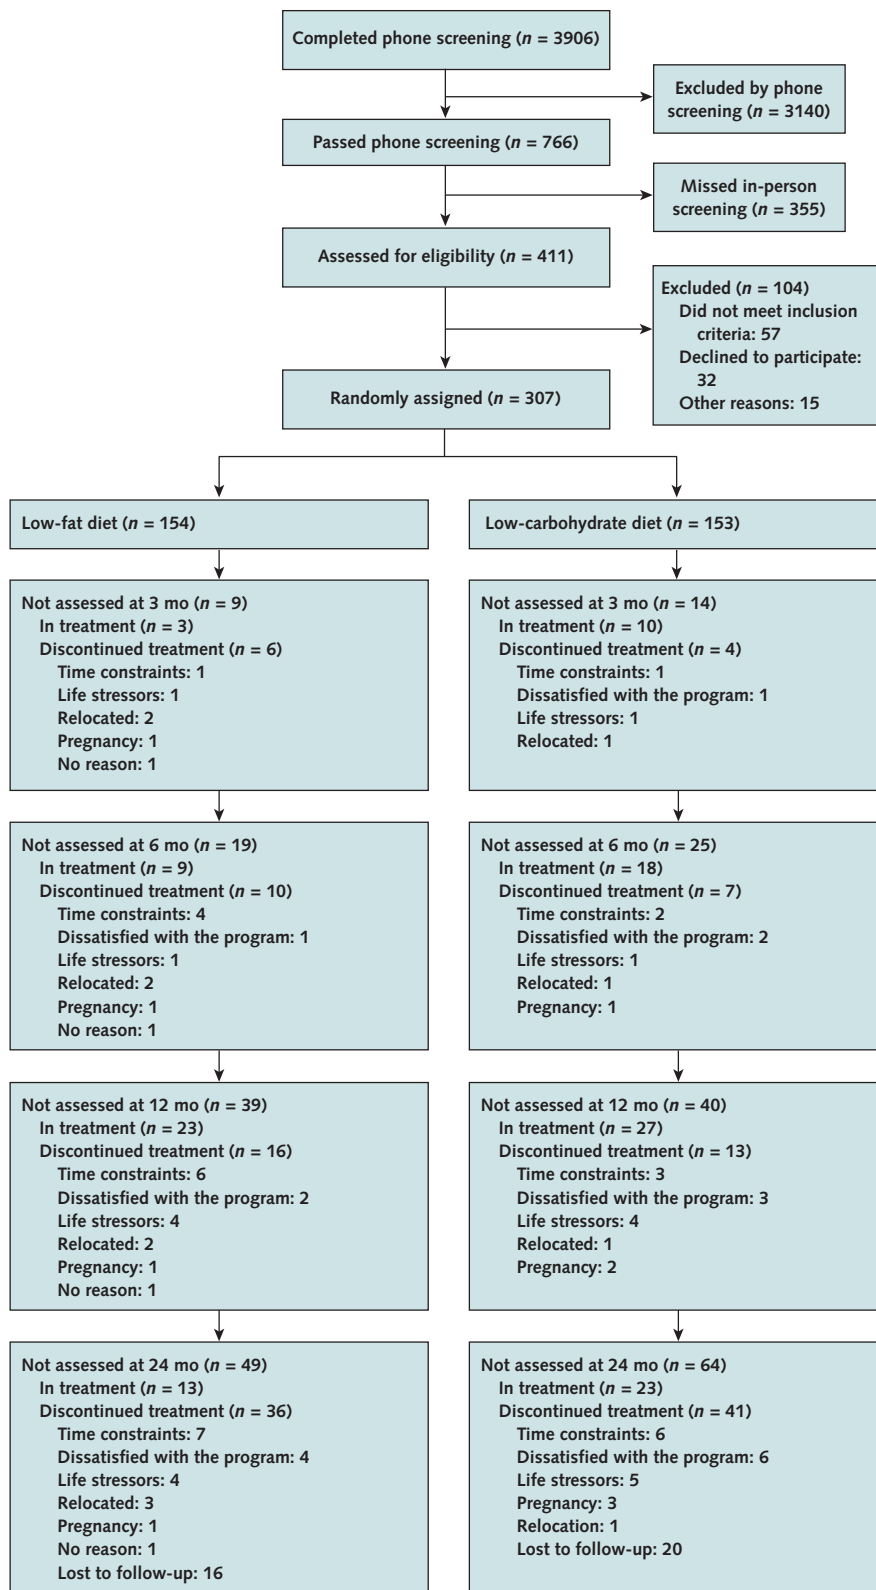 Completed phone screening (n = 3906)
Excluded by phone
screening (n = 3140)
Passed phone screening (n = 766)
Missed in-person
screening (n = 355)
Assessed for eligibility (n = 411)
Excluded (n = 104)
Did not meet inclusion
criteria: 57
Declined to participate:
32
Other reasons: 15
Randomly assigned (n = 307)
Low-fat diet (n = 154)
Not assessed at 3 mo (n = 9)
In treatment (n = 3)
Discontinued treatment (n = 6)
Time constraints: 1
Life stressors: 1
Relocated: 2
Pregnancy: 1
No reason: 1
Not assessed at 6 mo (n = 19)
In treatment (n = 9)
Discontinued treatment (n = 10)
Time constraints: 4
Dissatisfied with the program: 1
Life stressors: 1
Relocated: 2
Pregnancy: 1
No reason: 1
Not assessed at 12 mo (n = 39)
In treatment (n = 23)
Discontinued treatment (n = 16)
Time constraints: 6
Dissatisfied with the program: 2
Life stressors: 4
Relocated: 2
Pregnancy: 1
No reason: 1
Not assessed at 24 mo (n = 49)
In treatment (n = 13)
Discontinued treatment (n = 36)
Time constraints: 7
Dissatisfied with the program: 4
Life stressors: 4
Relocated: 3
Pregnancy: 1
No reason: 1
Lost to follow-up: 16
Low-carbohydrate diet (n = 153)
Not assessed at 3 mo (n = 14)
In treatment (n = 10)
Discontinued treatment (n = 4)
Time constraints: 1
Dissatisfied with the program: 1
Life stressors: 1
Relocated: 1
Not assessed at 6 mo (n = 25)
In treatment (n = 18)
Discontinued treatment (n = 7)
Time constraints: 2
Dissatisfied with the program: 2
Life stressors: 1
Relocated: 1
Pregnancy: 1
Not assessed at 12 mo (n = 40)
In treatment (n = 27)
Discontinued treatment (n = 13)
Time constraints: 3
Dissatisfied with the program: 3
Life stressors: 4
Relocated: 1
Pregnancy: 2
Not assessed at 24 mo (n = 64)
In treatment (n = 23)
Discontinued treatment (n = 41)
Time constraints: 6
Dissatisfied with the program: 6
Life stressors: 5
Pregnancy: 3
Relocation: 1
Lost to follow-up: 20